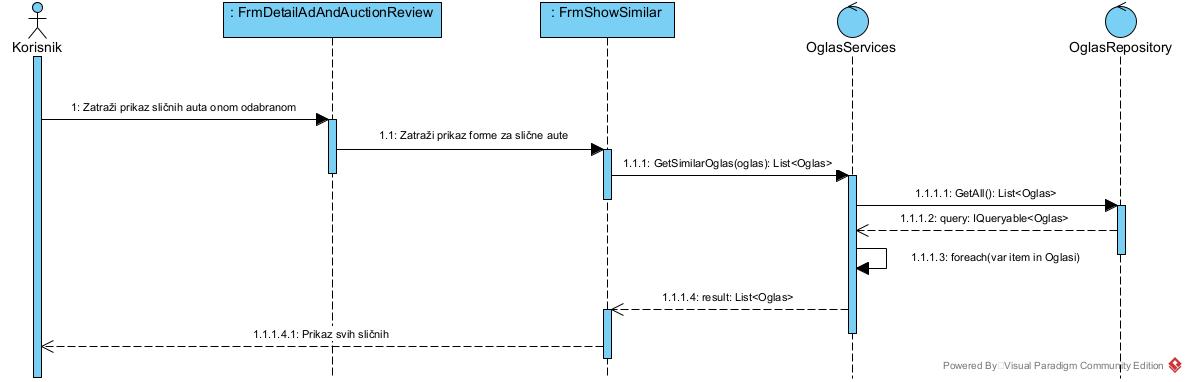 : FrmDetailAdAndAuctionReview
: FrmShowSimilar
Korisnik
OglasServices
OglasRepository
1: Zatraži prikaz sličnih auta onom odabranom
1.1: Zatraži prikaz forme za slične aute
1.1.1: GetSimilarOglas(oglas): List<Oglas>
1.1.1.1: GetAll(): List<Oglas>
1.1.1.2: query: IQueryable<Oglas>
1.1.1.3: foreach(var item in Oglasi)
1.1.1.4: result: List<Oglas>
1.1.1.4.1: Prikaz svih sličnih
Powered By Visual Paradigm Community Edition